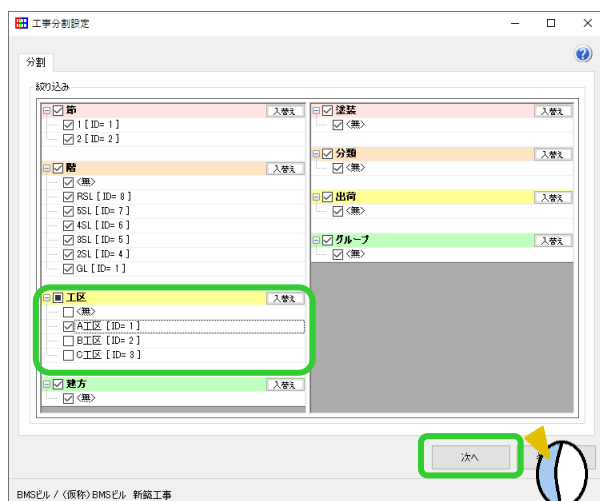 工事分割設定
分割
絞り込み
節 入替え
1 [ ID= 1 ]
2 [ ID= 2 ]
階 入替え
<無>
RSL [ ID= 8 ]
5SL [ ID= 7 ]
4SL [ ID= 6 ]
3SL [ ID= 5 ]
2SL [ ID= 4 ]
GL [ ID= 1 ]
工区 入替え
<無>
A工区 [ ID= 1 ]
B工区 [ ID= 2 ]
C工区 [ ID= 3 ]
建方 入替え
<無>
塗装 入替え
<無>
分類 入替え
<無>
出荷 入替え
<無>
グループ 入替え
<無>
次へ
BMSビル / (仮称)BMSビル 新築工事